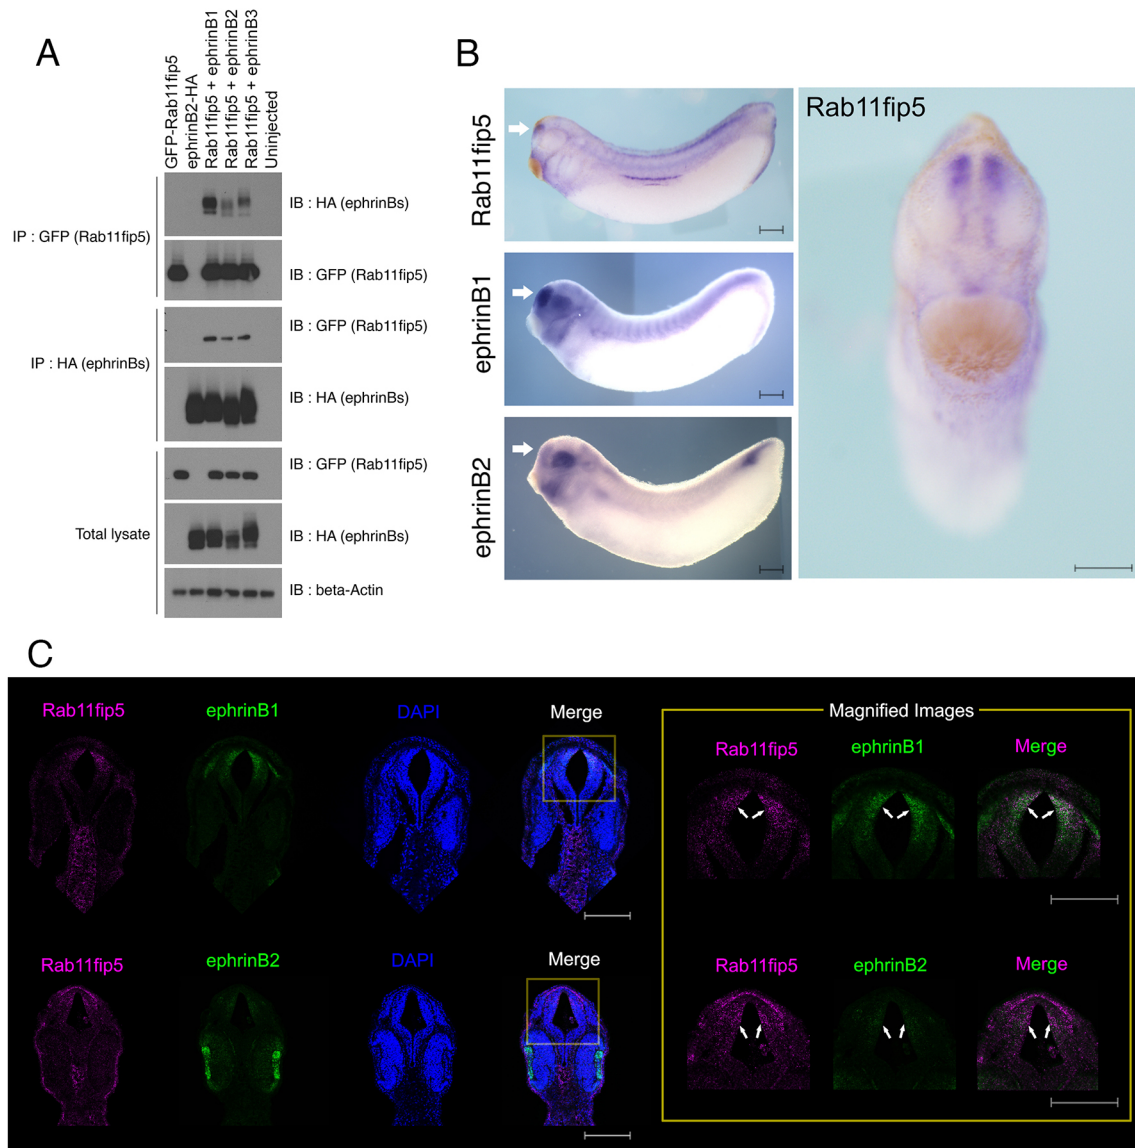 A
GFP-Rab11fip5
ephrinB2-HA
Rab11fip5 + ephrinB1
Rab11fip5 + ephrinB2
Rab11fip5 + ephrinB3
Uninjected
IP : GFP (Rab11fip5)
IB : HA (ephrinBs)
IB : GFP (Rab11fip5)
IP : HA (ephrinBs)
IB : GFP (Rab11fip5)
IB : HA (ephrinBs)
Total lysate
IB : GFP (Rab11fip5)
IB : HA (ephrinBs)
IB : beta-Actin
B
Rab11fip5
ephrinB1
ephrinB2
Rab11fip5
C
Rab11fip5 ephrinB1 DAPI Merge
Magnified Images
Rab11fip5 ephrinB1 Merge
Rab11fip5 ephrinB2 DAPI Merge
Rab11fip5 ephrinB2 Merge